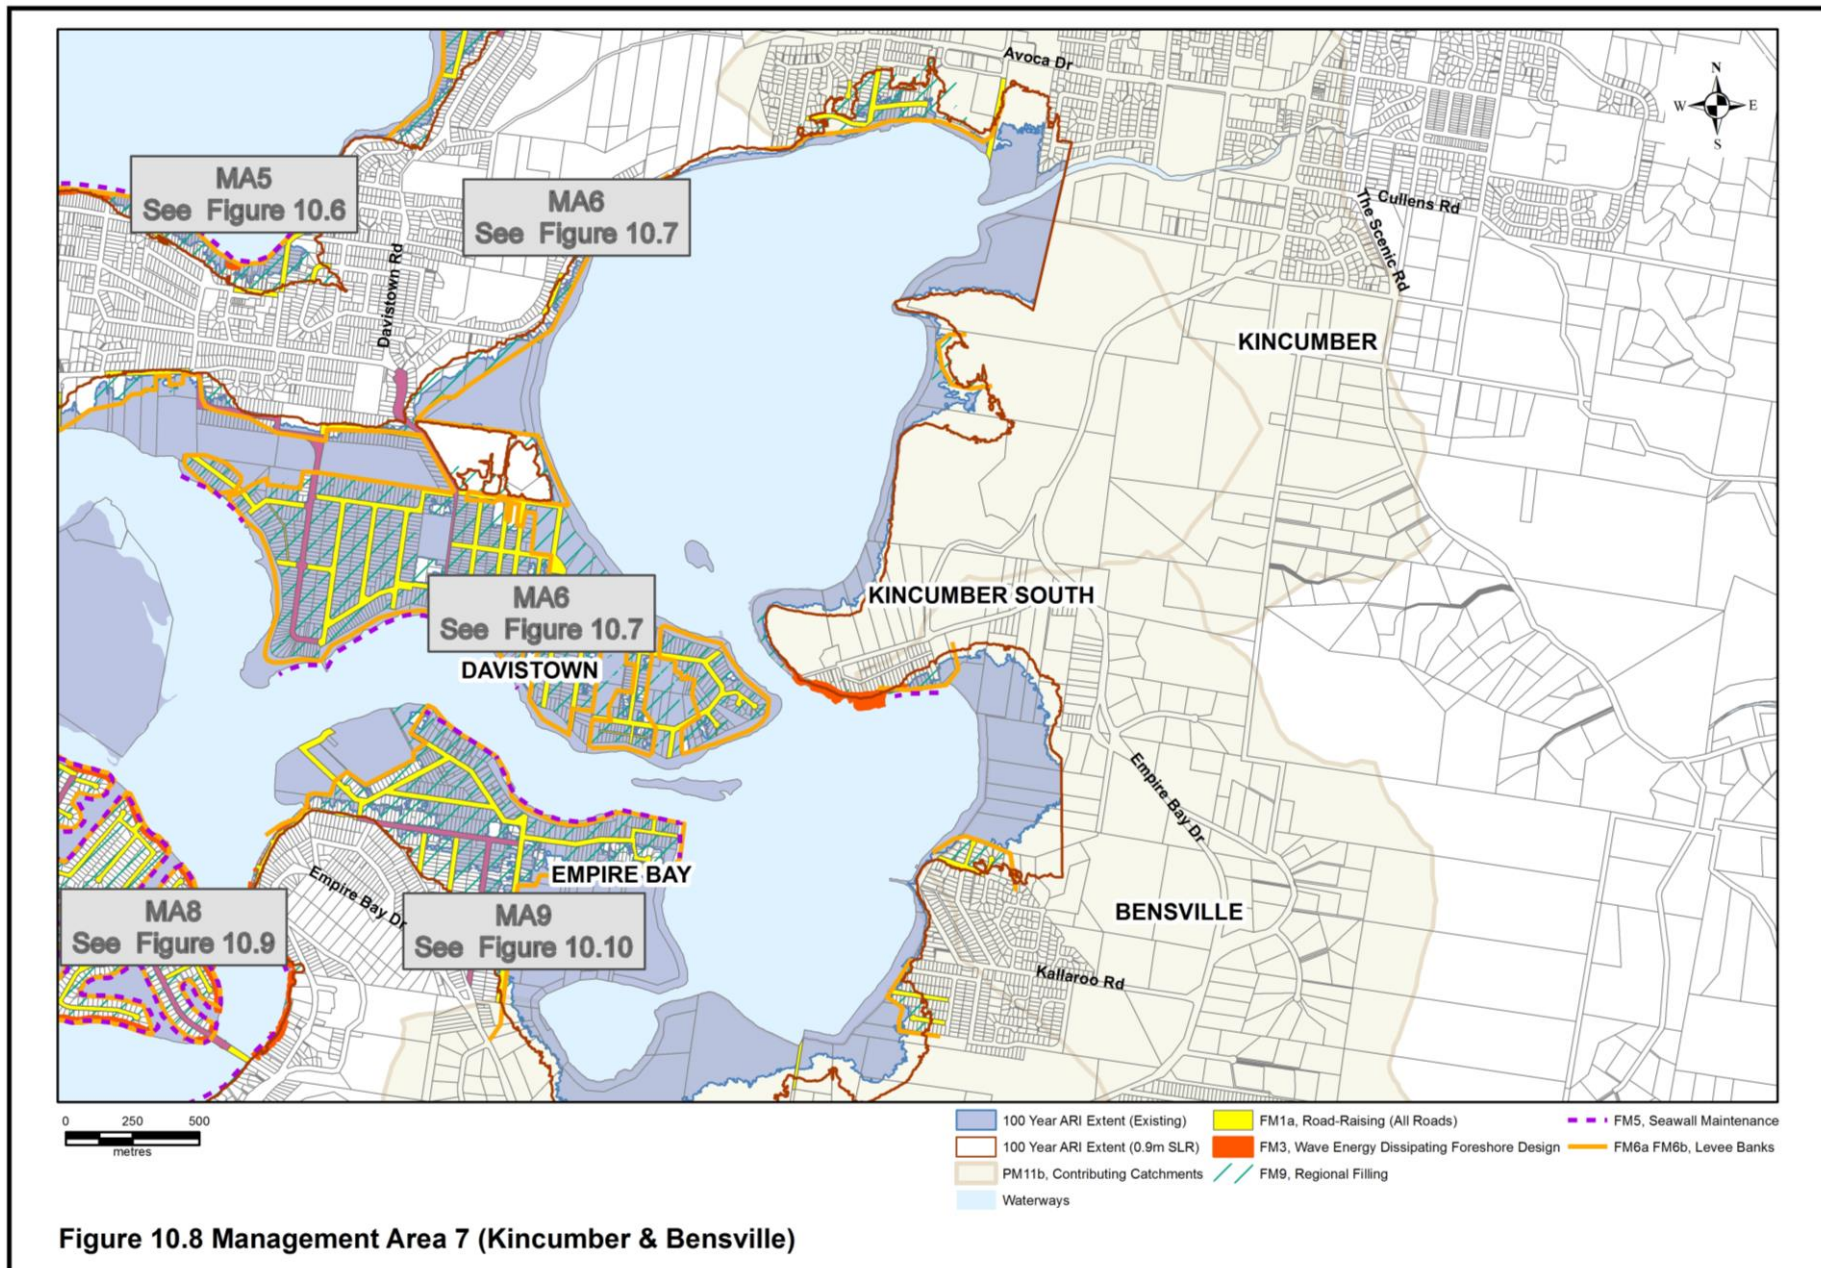 Avoca Dr
N
W E
S
MA5
See Figure 10.6
MA6
See Figure 10.7
Cullens Rd
The Scenic Rd
Davistown Rd
KINCUMBER
KINCUMBER SOUTH
MA6
See Figure 10.7
DAVISTOWN
Empire Bay Dr
EMPIRE BAY
Empire Bay Dr
MA8
See Figure 10.9
MA9
See Figure 10.10
BENSVILLE
Kallaroo Rd
0 250 500
metres
100 Year ARI Extent (Existing)
100 Year ARI Extent (0.9m SLR)
PM11b, Contributing Catchments
Waterways
FM1a, Road-Raising (All Roads)
FM3, Wave Energy Dissipating Foreshore Design
FM9, Regional Filling
FM5, Seawall Maintenance
FM6a FM6b, Levee Banks
Figure 10.8 Management Area 7 (Kincumber & Bensville)